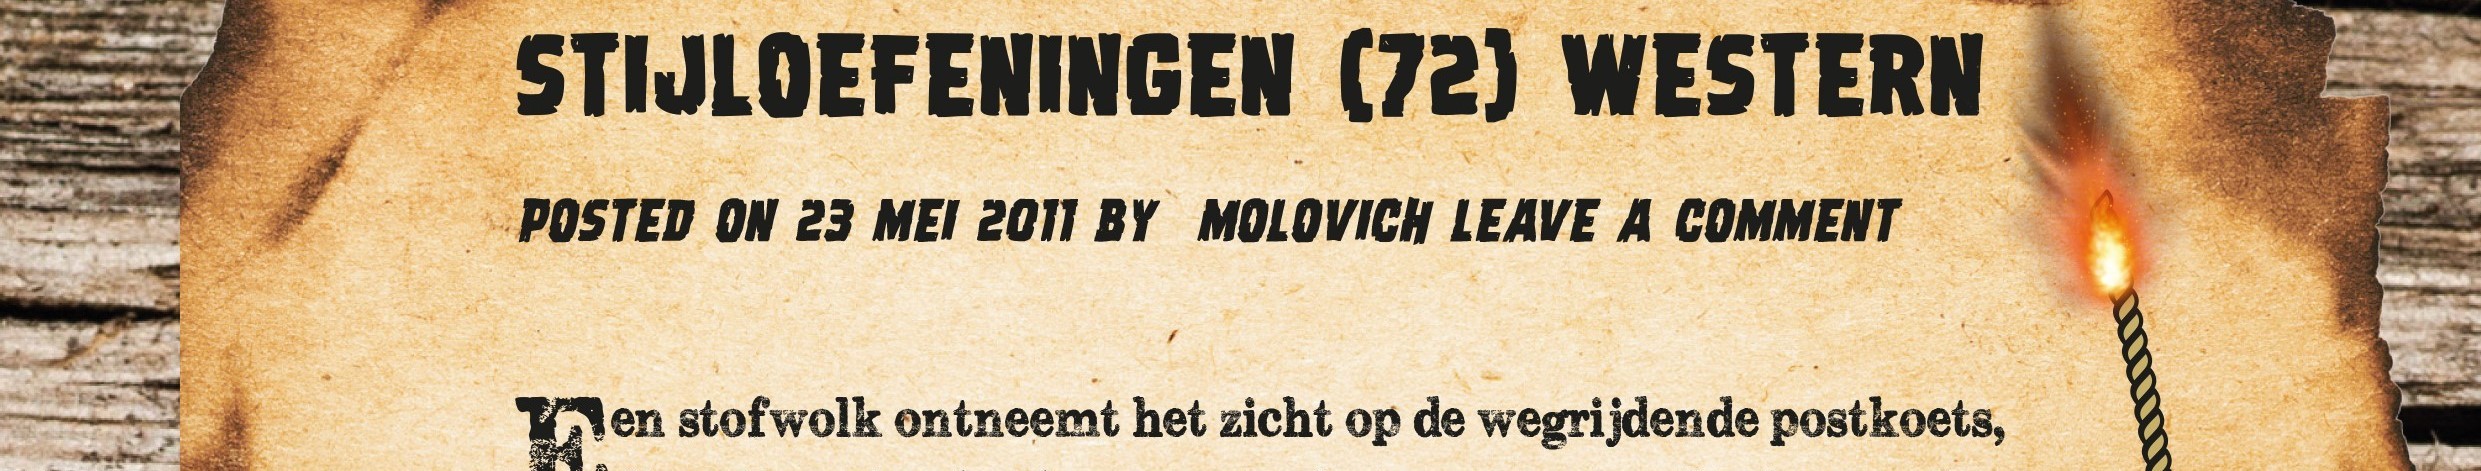 STIJLOEFENINGEN (72) WESTERN
POSTED ON 23 MEI 2011 BY MOLOVICH LEAVE A COMMENT
Een stofwolk ontneemt het zicht op de wegrijdende postkoets,